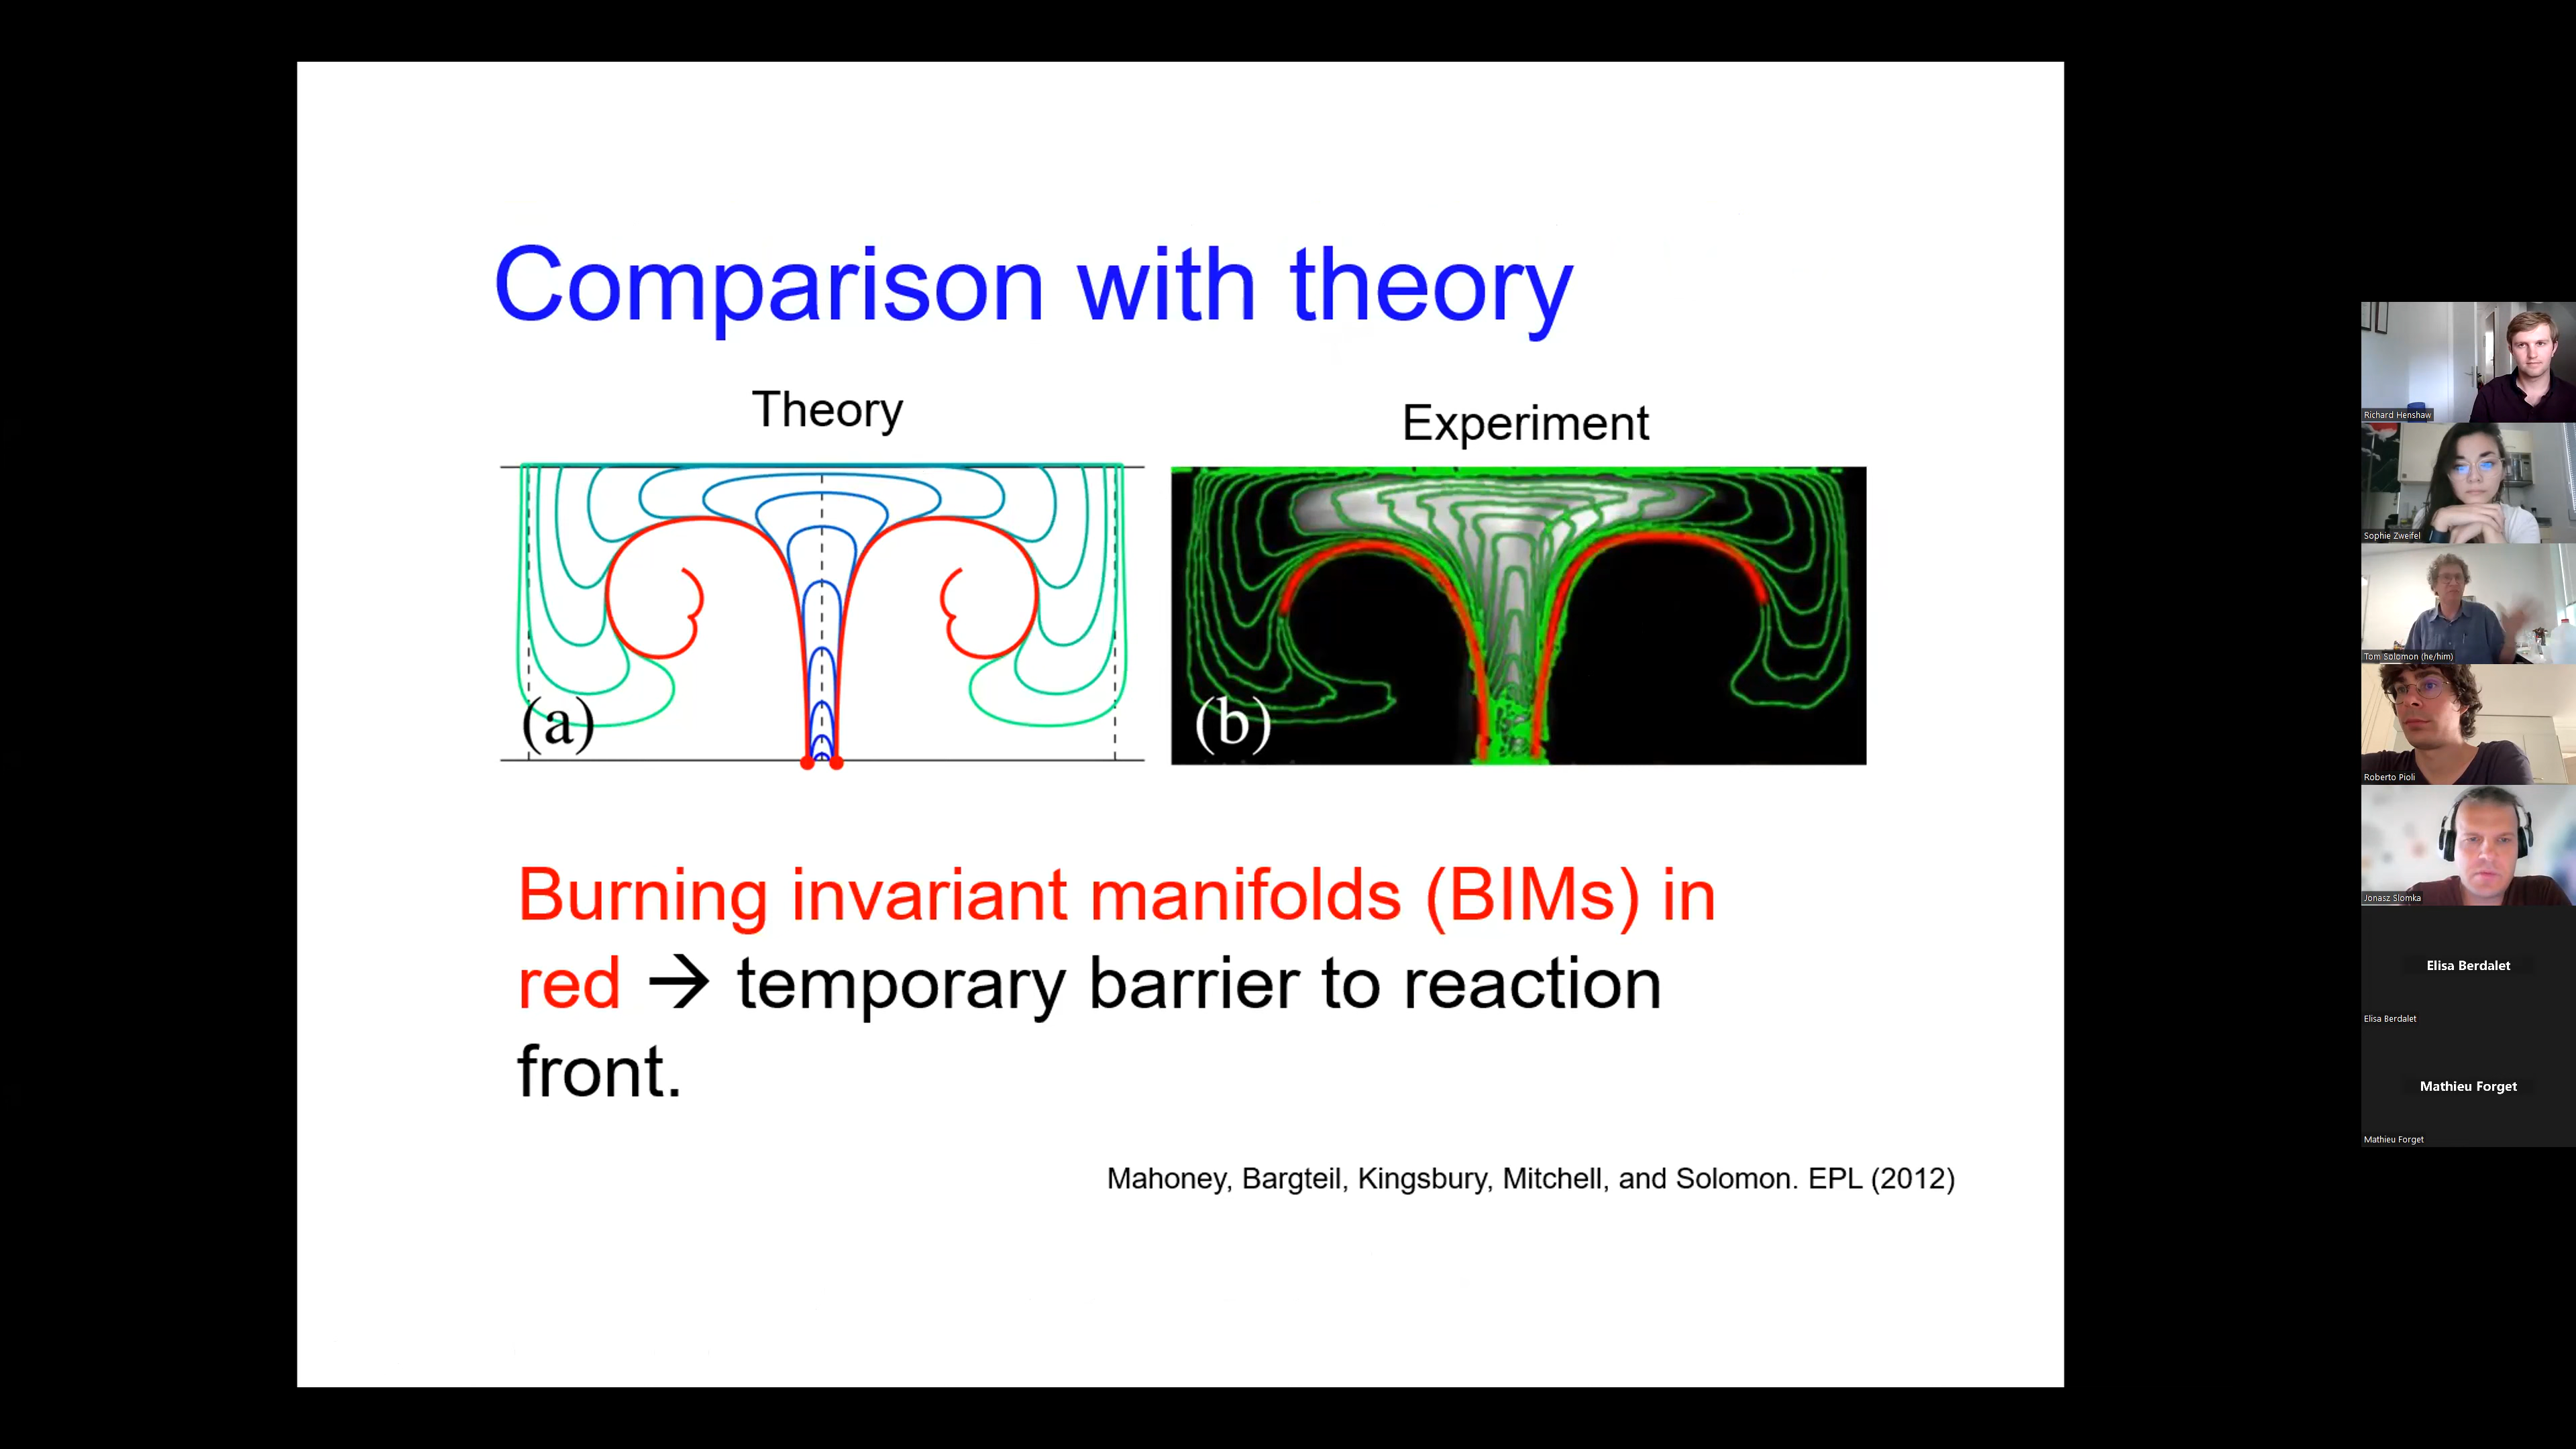 Comparison with theory
Theory
Experiment
(a)
(b)
Burning invariant manifolds (BIMs) in
red → temporary barrier to reaction
front.
Mahoney, Bargteil, Kingsbury, Mitchell, and Solomon. EPL (2012)
Richard Henshaw
Sophie Zweifel
Tom Solomon (he/him)
Roberto Pioli
Jonasz Slomka
Elisa Berdalet
Elisa Berdalet
Mathieu Forget
Mathieu Forget